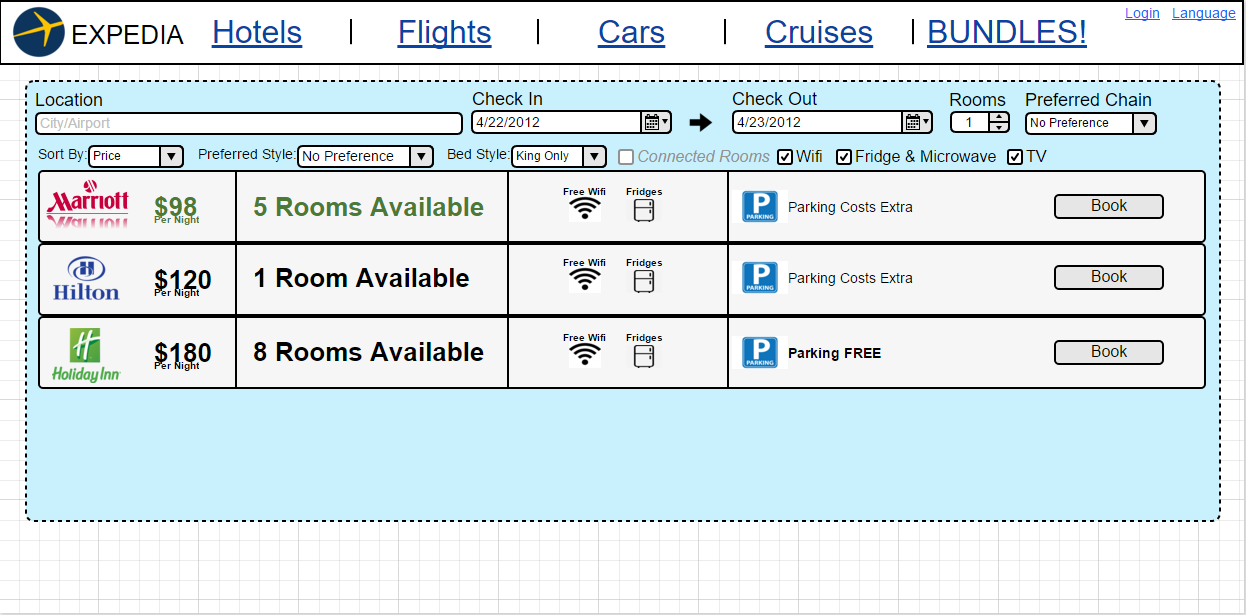 Login Language
EXPEDIA Hotels | Flights | Cars | Cruises | BUNDLES!
Location Check In Check Out Rooms Preferred Chain
City/Airport 4/22/2012 4/23/2012 1 No Preference
Sort By: Price Preferred Style: No Preference Bed Style: King Only Connected Rooms Wifi Fridge & Microwave TV
Marriott $98 Per Night 5 Rooms Available Free Wifi Fridges P PARKING Parking Costs Extra Book
Hilton $120 Per Night 1 Room Available Free Wifi Fridges P PARKING Parking Costs Extra Book
H Holiday Inn $180 Per Night 8 Rooms Available Free Wifi Fridges P PARKING Parking FREE Book